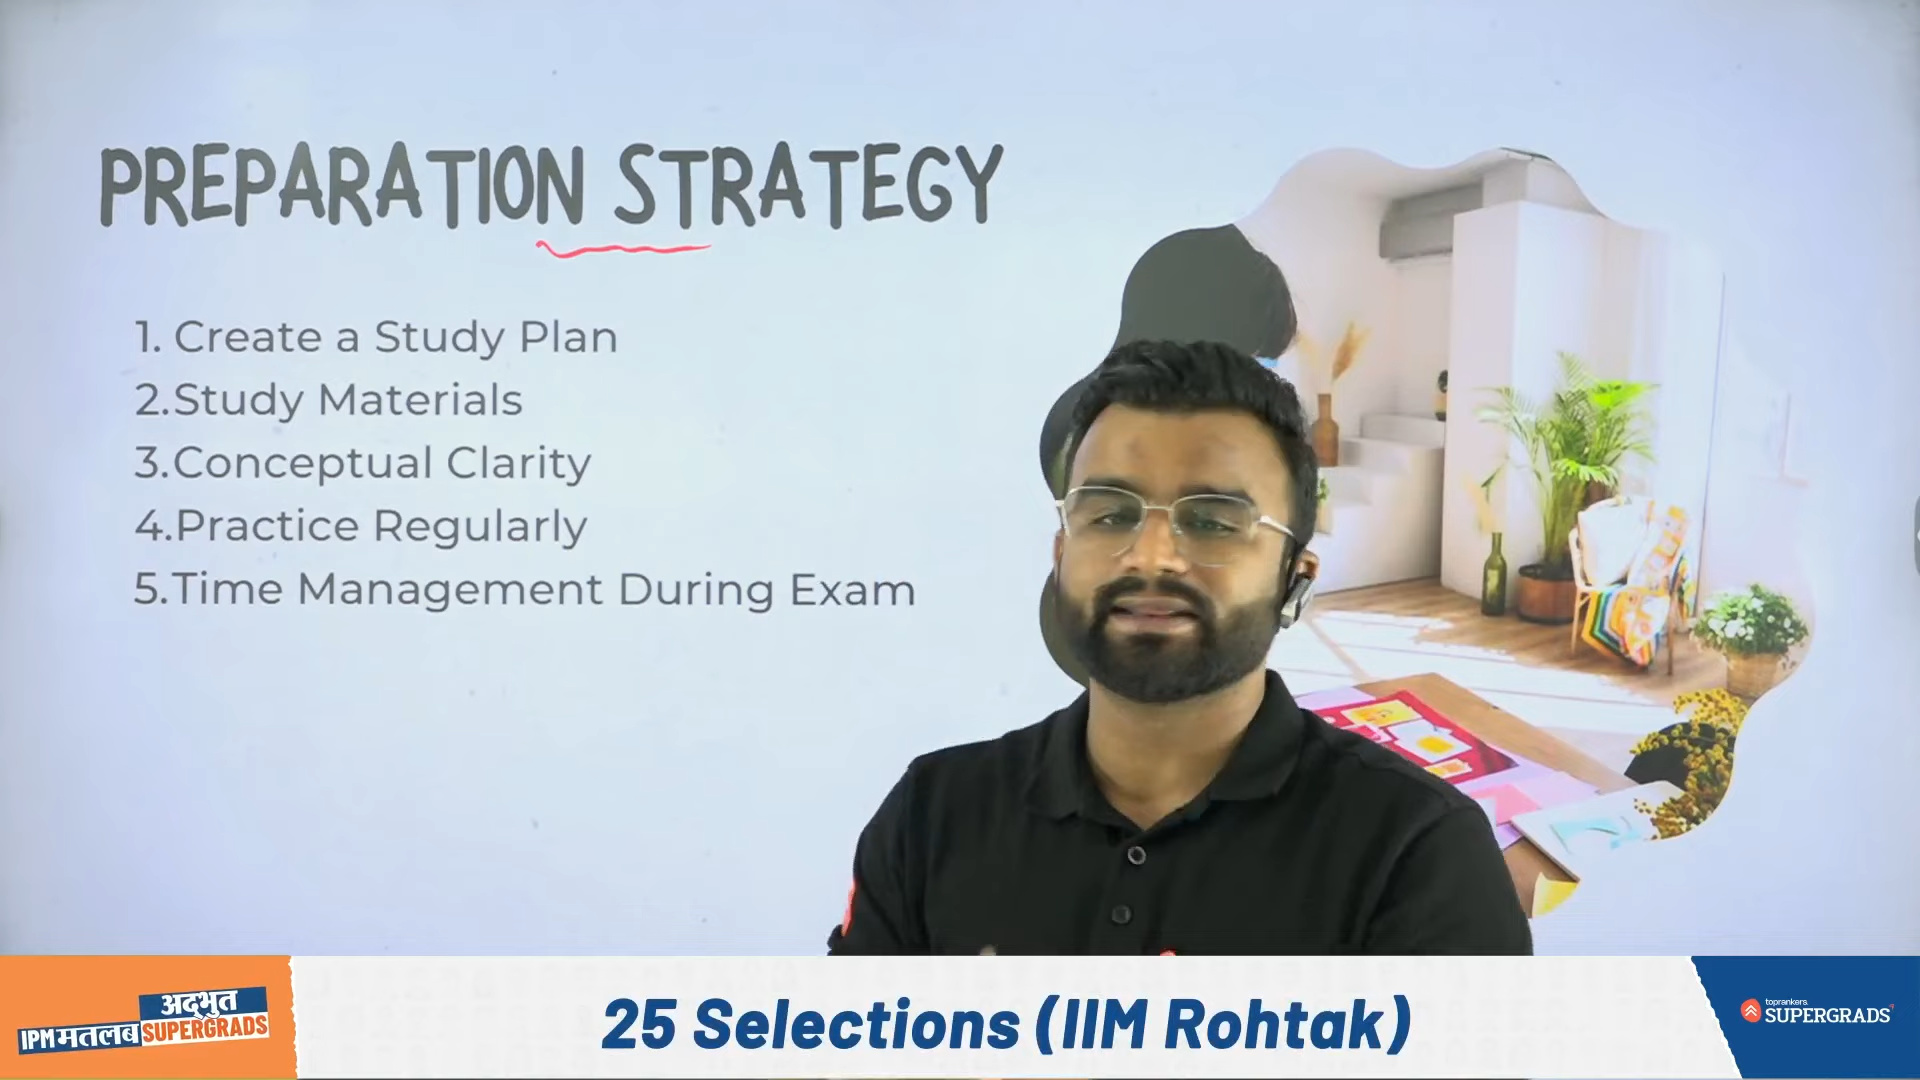 PREPARATION STRATEGY
1. Create a Study Plan
2.Study Materials
3.Conceptual Clarity
4.Practice Regularly
5.Time Management During Exam
अद्भुत
IPM मतलब SUPERGRADS
25 Selections (IIM Rohtak)
toprankers
SUPERGRADS